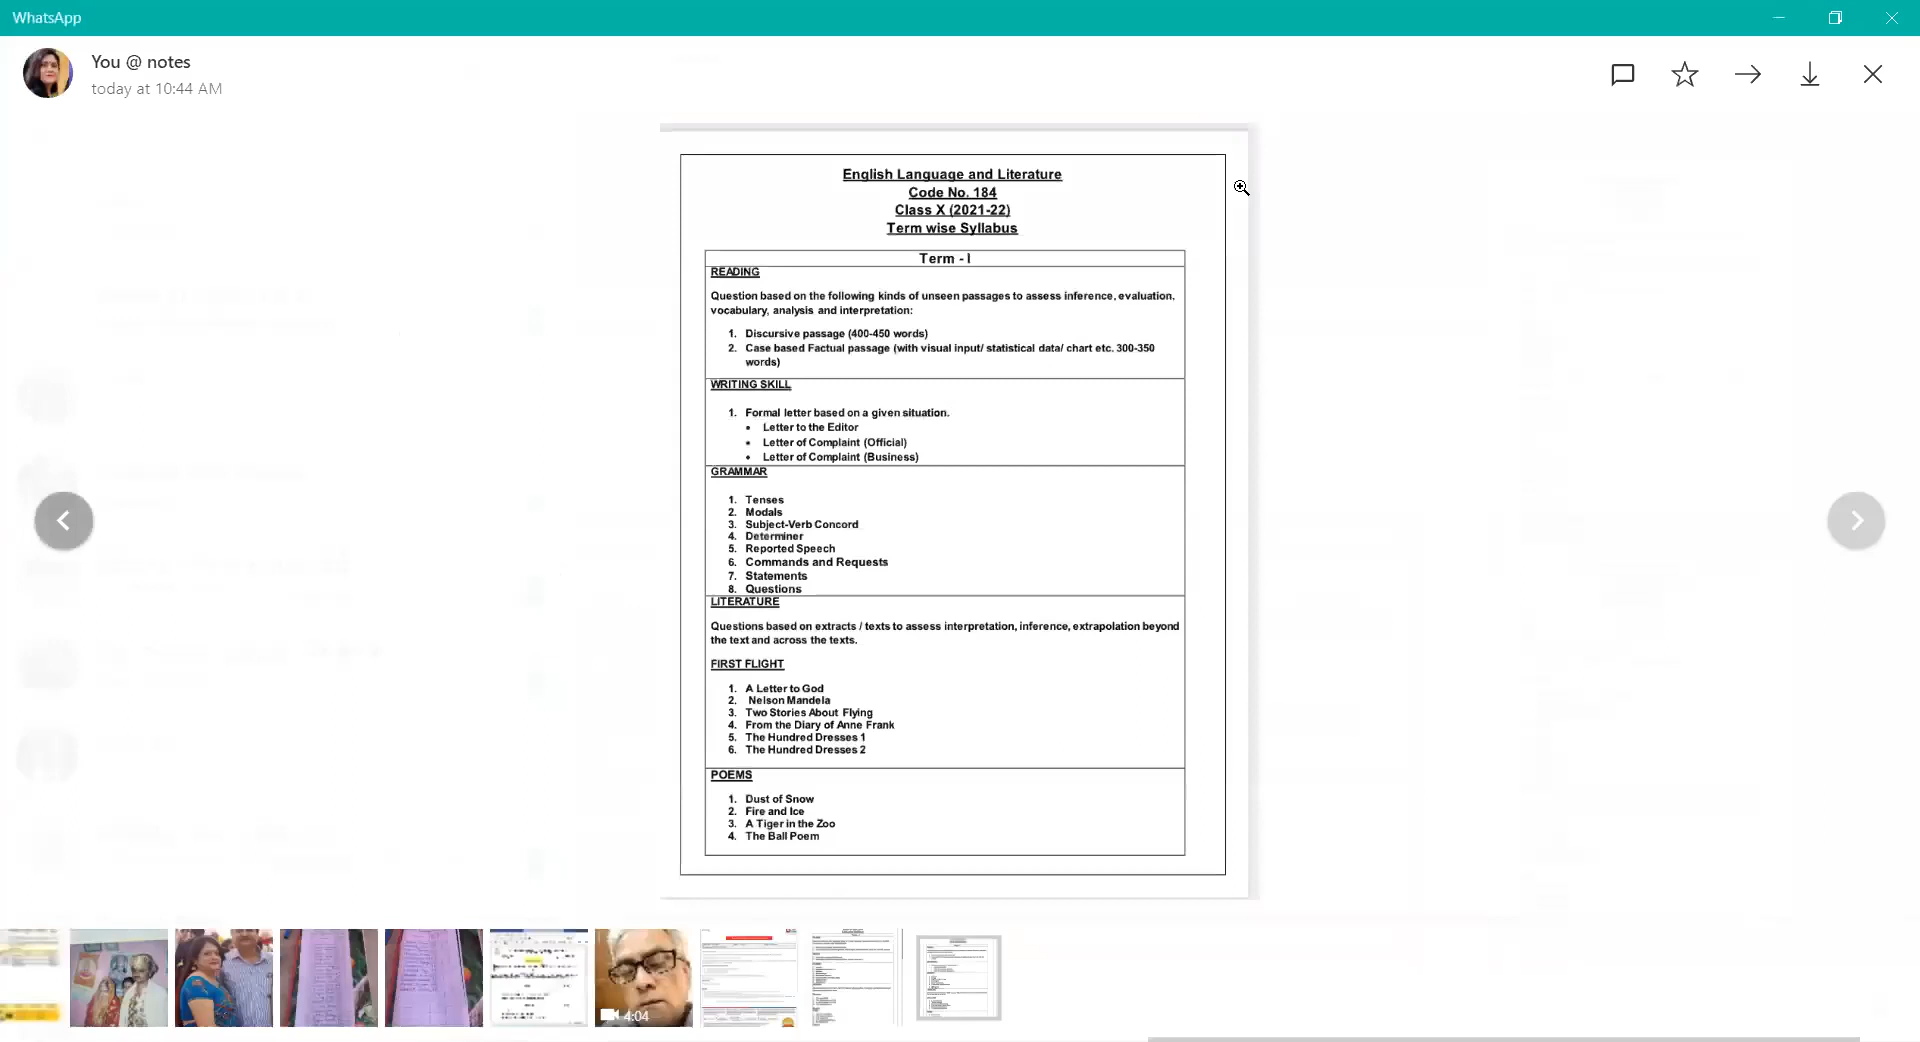 WhatsApp
You @ notes
today at 10:44 AM
English Language and Literature
Code No. 184
Class X (2021-22)
Term wise Syllabus
Term - I
READING
Question based on the following kinds of unseen passages to assess inference, evaluation,
vocabulary, analysis and interpretation:
1. Discursive passage (400-450 words)
2. Case based Factual passage (with visual input/ statistical data/ chart etc. 300-350
words)
WRITING SKILL
1. Formal letter based on a given situation.
• Letter to the Editor
• Letter of Complaint (Official)
• Letter of Complaint (Business)
GRAMMAR
1. Tenses
2. Modals
3. Subject-Verb Concord
4. Determiner
5. Reported Speech
6. Commands and Requests
7. Statements
8. Questions
LITERATURE
Questions based on extracts / texts to assess interpretation, inference, extrapolation beyond
the text and across the texts.
FIRST FLIGHT
1. A Letter to God
2. Nelson Mandela
3. Two Stories About Flying
4. From the Diary of Anne Frank
5. The Hundred Dresses 1
6. The Hundred Dresses 2
POEMS
1. Dust of Snow
2. Fire and Ice
3. A Tiger in the Zoo
4. The Ball Poem
4:04